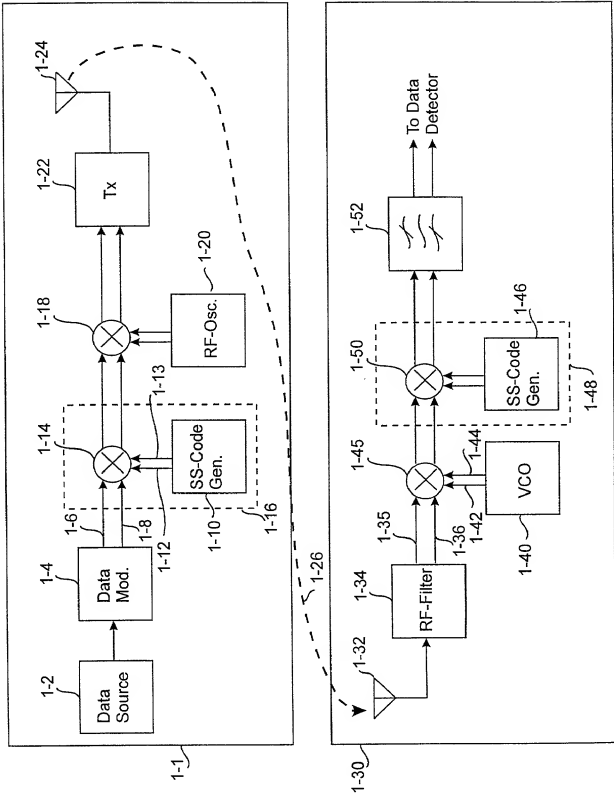 1-24
1-22
Tx
1-20
1-18
RF-Osc.
1-13
1-14
SS-Code
Gen.
1-10
1-16
1-12
1-6
1-8
1-4
Data
Mod.
1-2
Data
Source
1-1
1-26
To Data
Detector
1-52
1-46
1-50
SS-Code
Gen.
1-48
1-45
1-44
1-42
VCO
1-40
1-35
1-36
1-34
RF-Filter
1-32
1-30